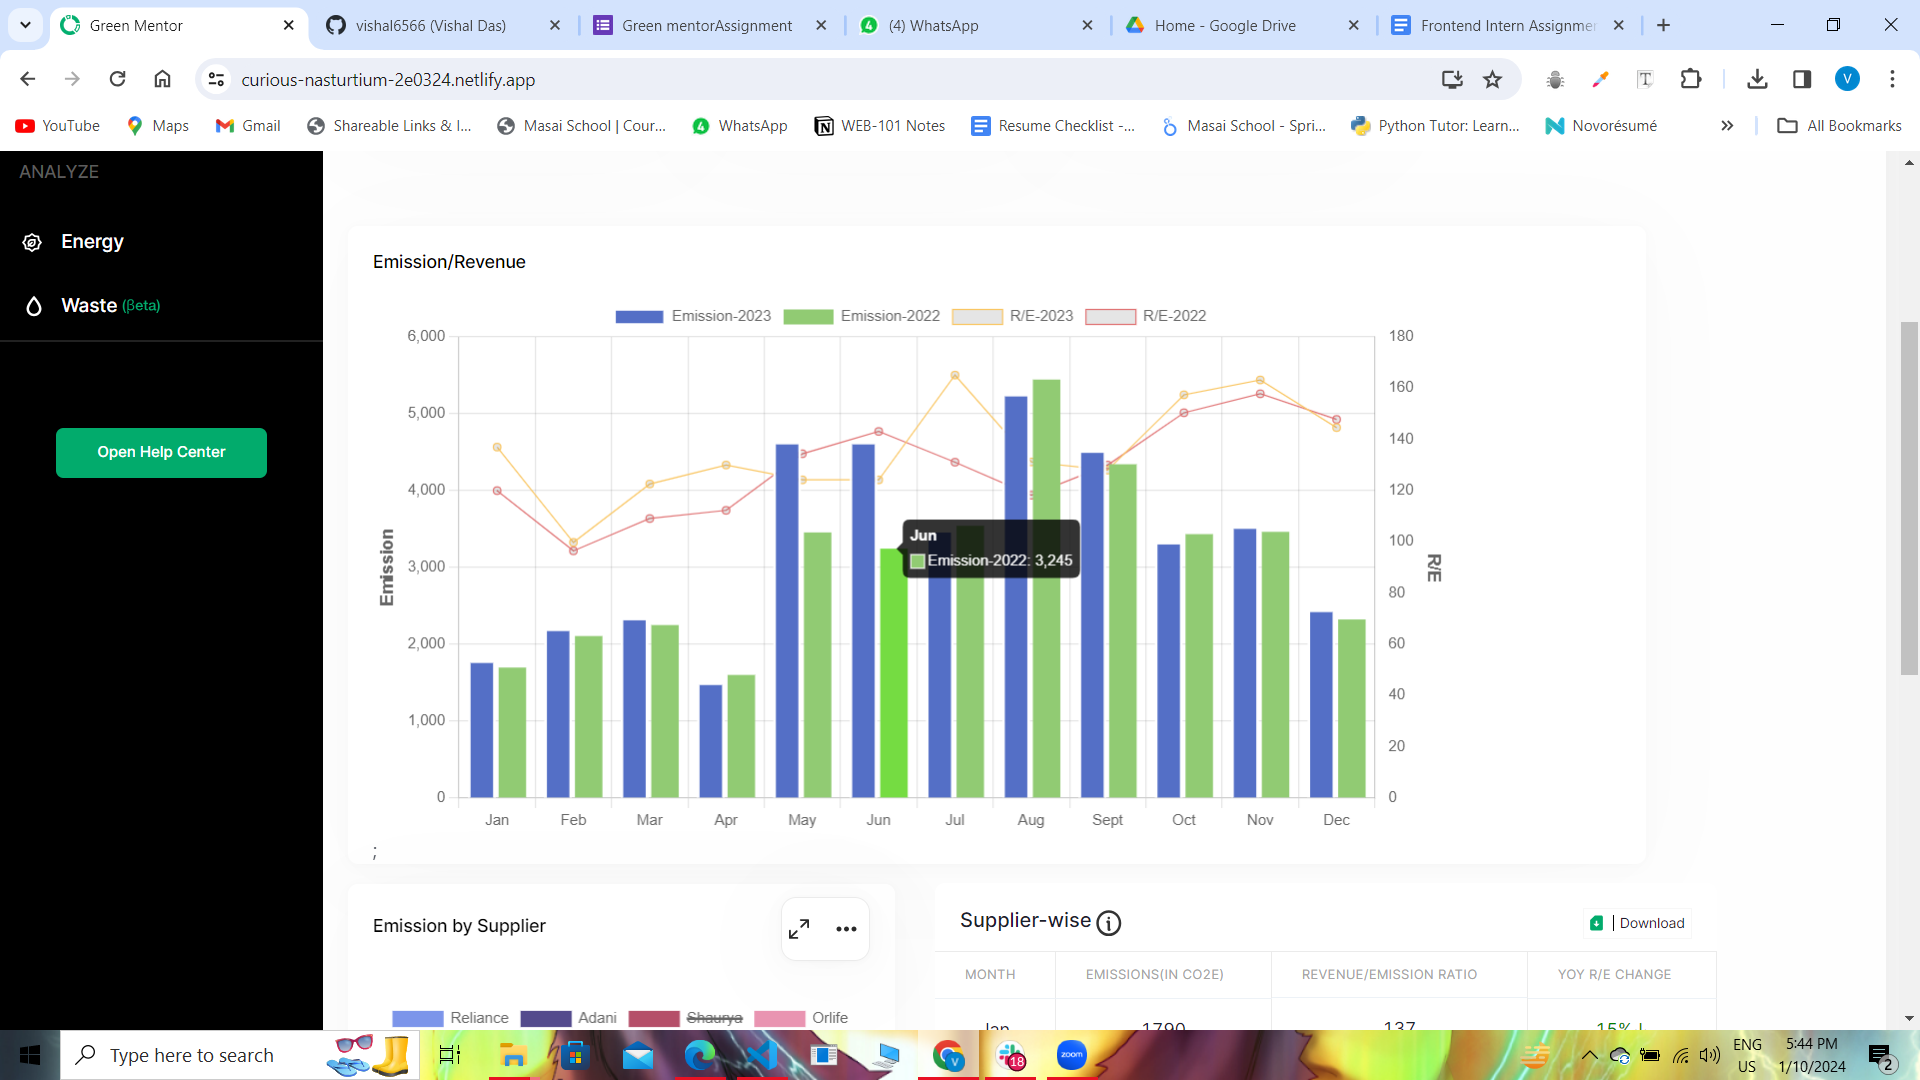 Green Mentor
vishal6566 (Vishal Das)
Green mentorAssignment
(4) WhatsApp
Home - Google Drive
Frontend Intern Assignmen
curious-nasturtium-2e0324.netlify.app
V
YouTube
Maps
Gmail
Shareable Links & I...
Masai School | Cour...
4
WhatsApp
WEB-101 Notes
Resume Checklist -...
Masai School - Spri...
Python Tutor: Learn...
Novorésumé
All Bookmarks
ANALYZE
Energy
Waste (βeta)
Open Help Center
Emission/Revenue
Emission-2023
Emission-2022
R/E-2023
R/E-2022
6,000
5,000
4,000
3,000
2,000
1,000
0
Emission
180
160
140
120
100
80
60
40
20
0
R/E
Jun
Emission-2022: 3,245
Jan
Feb
Mar
Apr
May
Jun
Jul
Aug
Sept
Oct
Nov
Dec
;
Emission by Supplier
Reliance
Adani
Shaurya
Orlife
Supplier-wise
Download
MONTH
EMISSIONS(IN CO2E)
REVENUE/EMISSION RATIO
YOY R/E CHANGE
Jan
1790
137
15%
Type here to search
V
18
zoom
ENG
US
5:44 PM
1/10/2024
2